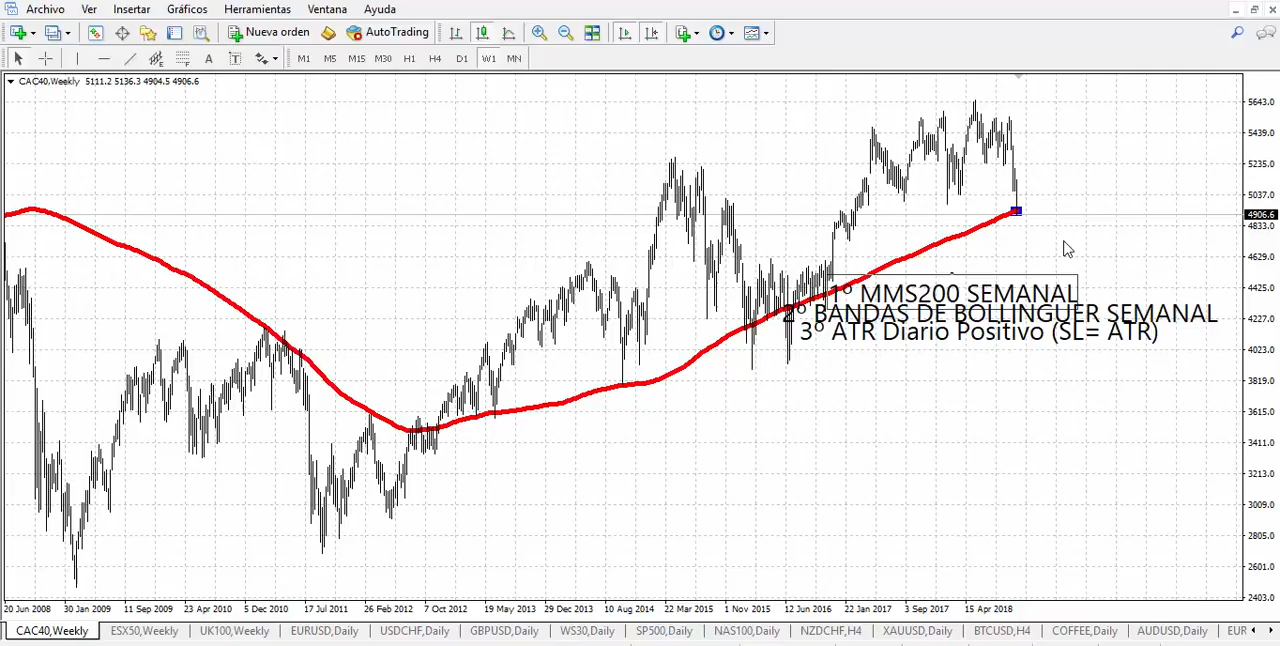 Archivo Ver Insertar Gráficos Herramientas Ventana Ayuda
Nueva orden AutoTrading
A T M1 M5 M15 M30 H1 H4 D1 W1 MN
CAC40,Weekly 5111.2 5136.3 4904.5 4906.6
5643.0
5439.0
5235.0
5037.0
4906.6
4833.0
4629.0
4425.0
4227.0
4023.0
3819.0
3615.0
3411.0
3213.0
3009.0
2805.0
2601.0
2403.0
1º MMS200 SEMANAL
2º BANDAS DE BOLLINGUER SEMANAL
3º ATR Diario Positivo (SL= ATR)
20 Jun 2008 30 Jan 2009 11 Sep 2009 23 Apr 2010 5 Dec 2010 17 Jul 2011 26 Feb 2012 7 Oct 2012 19 May 2013 29 Dec 2013 10 Aug 2014 22 Mar 2015 1 Nov 2015 12 Jun 2016 22 Jan 2017 3 Sep 2017 15 Apr 2018
CAC40,Weekly ESX50,Weekly UK100,Weekly EURUSD,Daily USDCHF,Daily GBPUSD,Daily WS30,Daily SP500,Daily NAS100,Daily NZDCHF,H4 XAUUSD,Daily BTCUSD,H4 COFFEE,Daily AUDUSD,Daily EUR